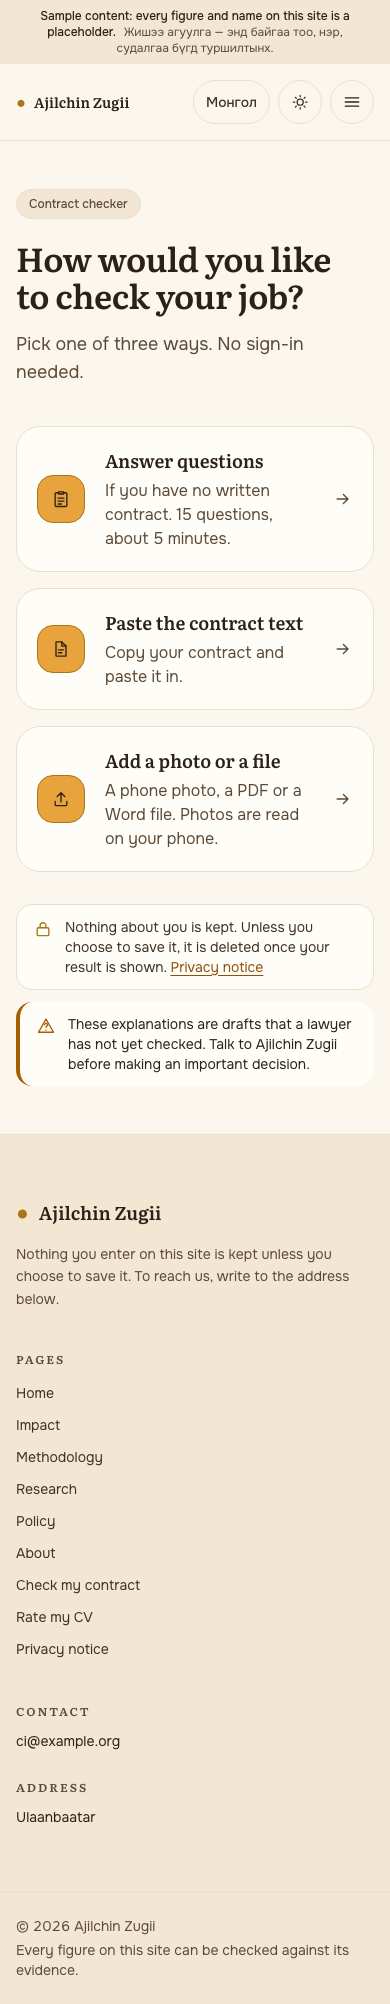 Sample content: every figure and name on this site is a
placeholder. Жишээ агуулга — энд байгаа тоо, нэр,
судалгаа бүгд туршилтынх.
Ajilchin Zugii
Монгол
Contract checker
How would you like
to check your job?
Pick one of three ways. No sign-in
needed.
Answer questions
If you have no written
contract. 15 questions,
about 5 minutes.
Paste the contract text
Copy your contract and
paste it in.
Add a photo or a file
A phone photo, a PDF or a
Word file. Photos are read
on your phone.
Nothing about you is kept. Unless you
choose to save it, it is deleted once your
result is shown. Privacy notice
These explanations are drafts that a lawyer
has not yet checked. Talk to Ajilchin Zugii
before making an important decision.
Ajilchin Zugii
Nothing you enter on this site is kept unless you
choose to save it. To reach us, write to the address
below.
PAGES
Home
Impact
Methodology
Research
Policy
About
Check my contract
Rate my CV
Privacy notice
CONTACT
ci@example.org
ADDRESS
Ulaanbaatar
© 2026 Ajilchin Zugii
Every figure on this site can be checked against its
evidence.